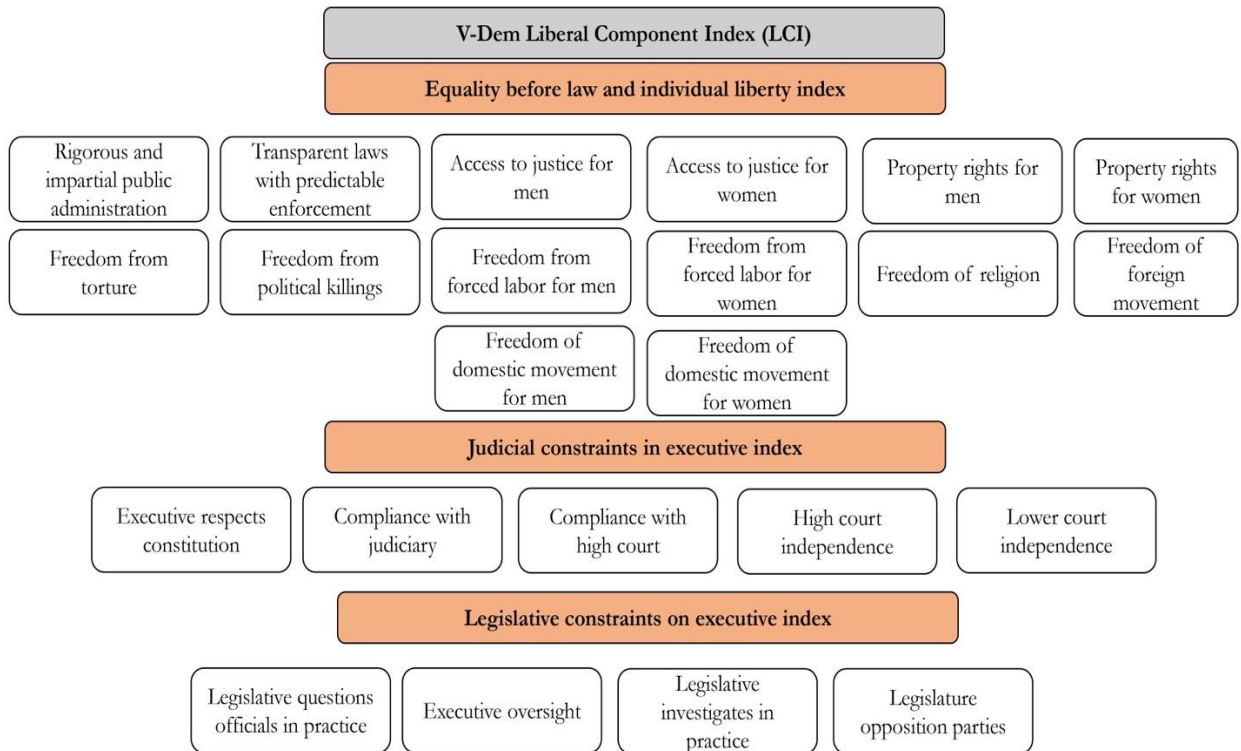 V-Dem Liberal Component Index (LCI)
Equality before law and individual liberty index
Rigorous and
impartial public
administration
Transparent laws
with predictable
enforcement
Access to justice for
men
Access to justice for
women
Property rights for
men
Property rights
for women
Freedom from
torture
Freedom from
political killings
Freedom from
forced labor for men
Freedom from
forced labor for
women
Freedom of religion
Freedom of
foreign
movement
Freedom of
domestic movement
for men
Freedom of
domestic movement
for women
Judicial constraints in executive index
Executive respects
constitution
Compliance with
judiciary
Compliance with
high court
High court
independence
Lower court
independence
Legislative constraints on executive index
Legislative questions
officials in practice
Executive oversight
Legislative
investigates in
practice
Legislature
opposition parties